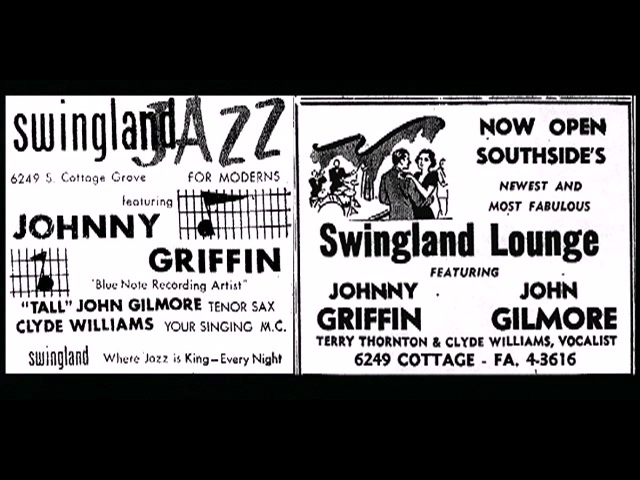 swingland JAZZ
6249 S. Cottage Grove FOR MODERNS
featuring
JOHNNY
GRIFFIN
"Blue Note Recording Artist"
"TALL" JOHN GILMORE TENOR SAX
CLYDE WILLIAMS YOUR SINGING M.C.
swingland Where Jazz is King—Every Night
NOW OPEN
SOUTHSIDE'S
NEWEST AND
MOST FABULOUS
Swingland Lounge
FEATURING
JOHNNY JOHN
GRIFFIN GILMORE
TERRY THORNTON & CLYDE WILLIAMS, VOCALIST
6249 COTTAGE - FA. 4-3616